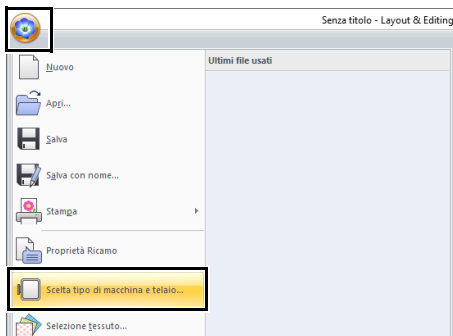 Senza titolo - Layout & Editing
Ultimi file usati
Nuovo
Apri...
Salva
Salva con nome...
Stampa
Proprietà Ricamo
Scelta tipo di macchina e telaio...
Selezione tessuto...